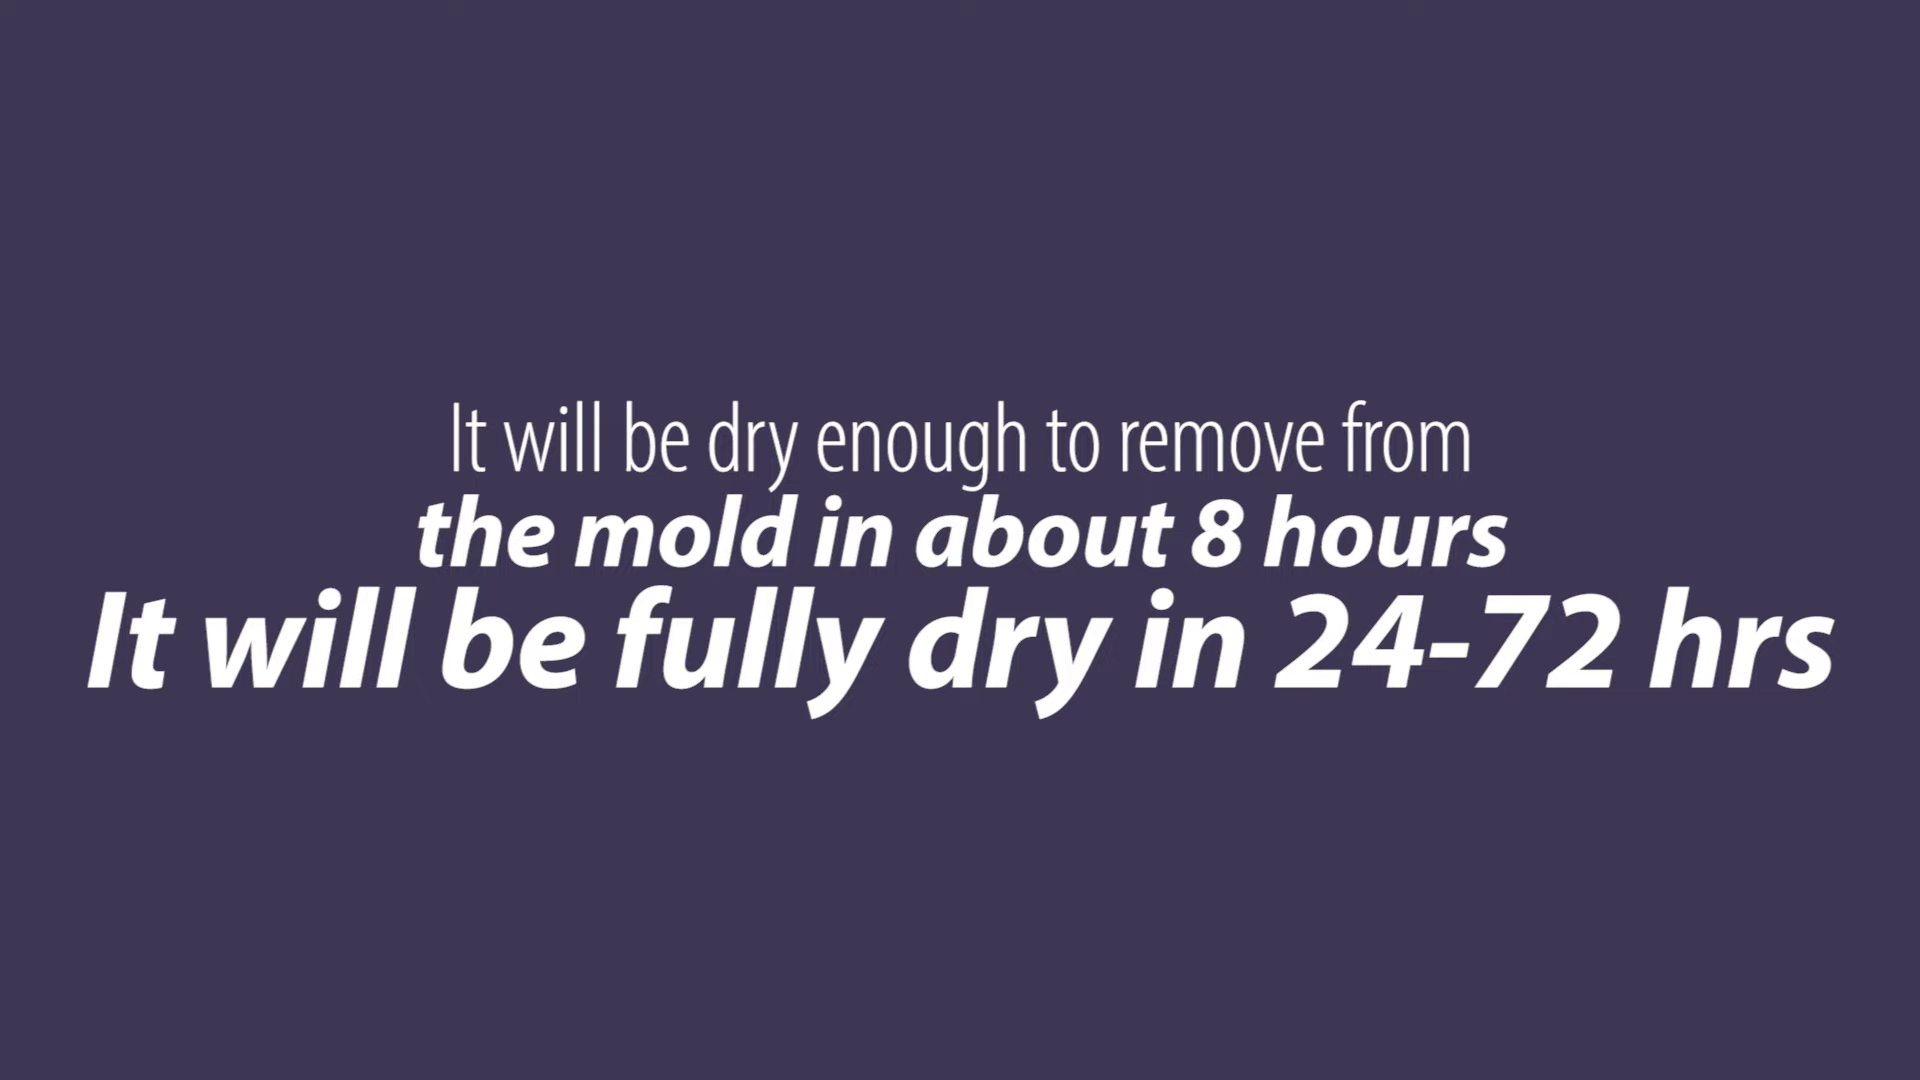 It will be dry enough to remove from
the mold in about 8 hours
It will be fully dry in 24-72 hrs